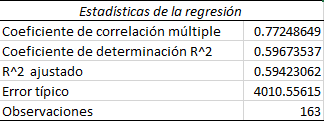 Estadísticas de la regresión
Coeficiente de correlación múltiple 0.77248649
Coeficiente de determinación R^2 0.59673537
R^2 ajustado 0.59423062
Error típico 4010.55615
Observaciones 163